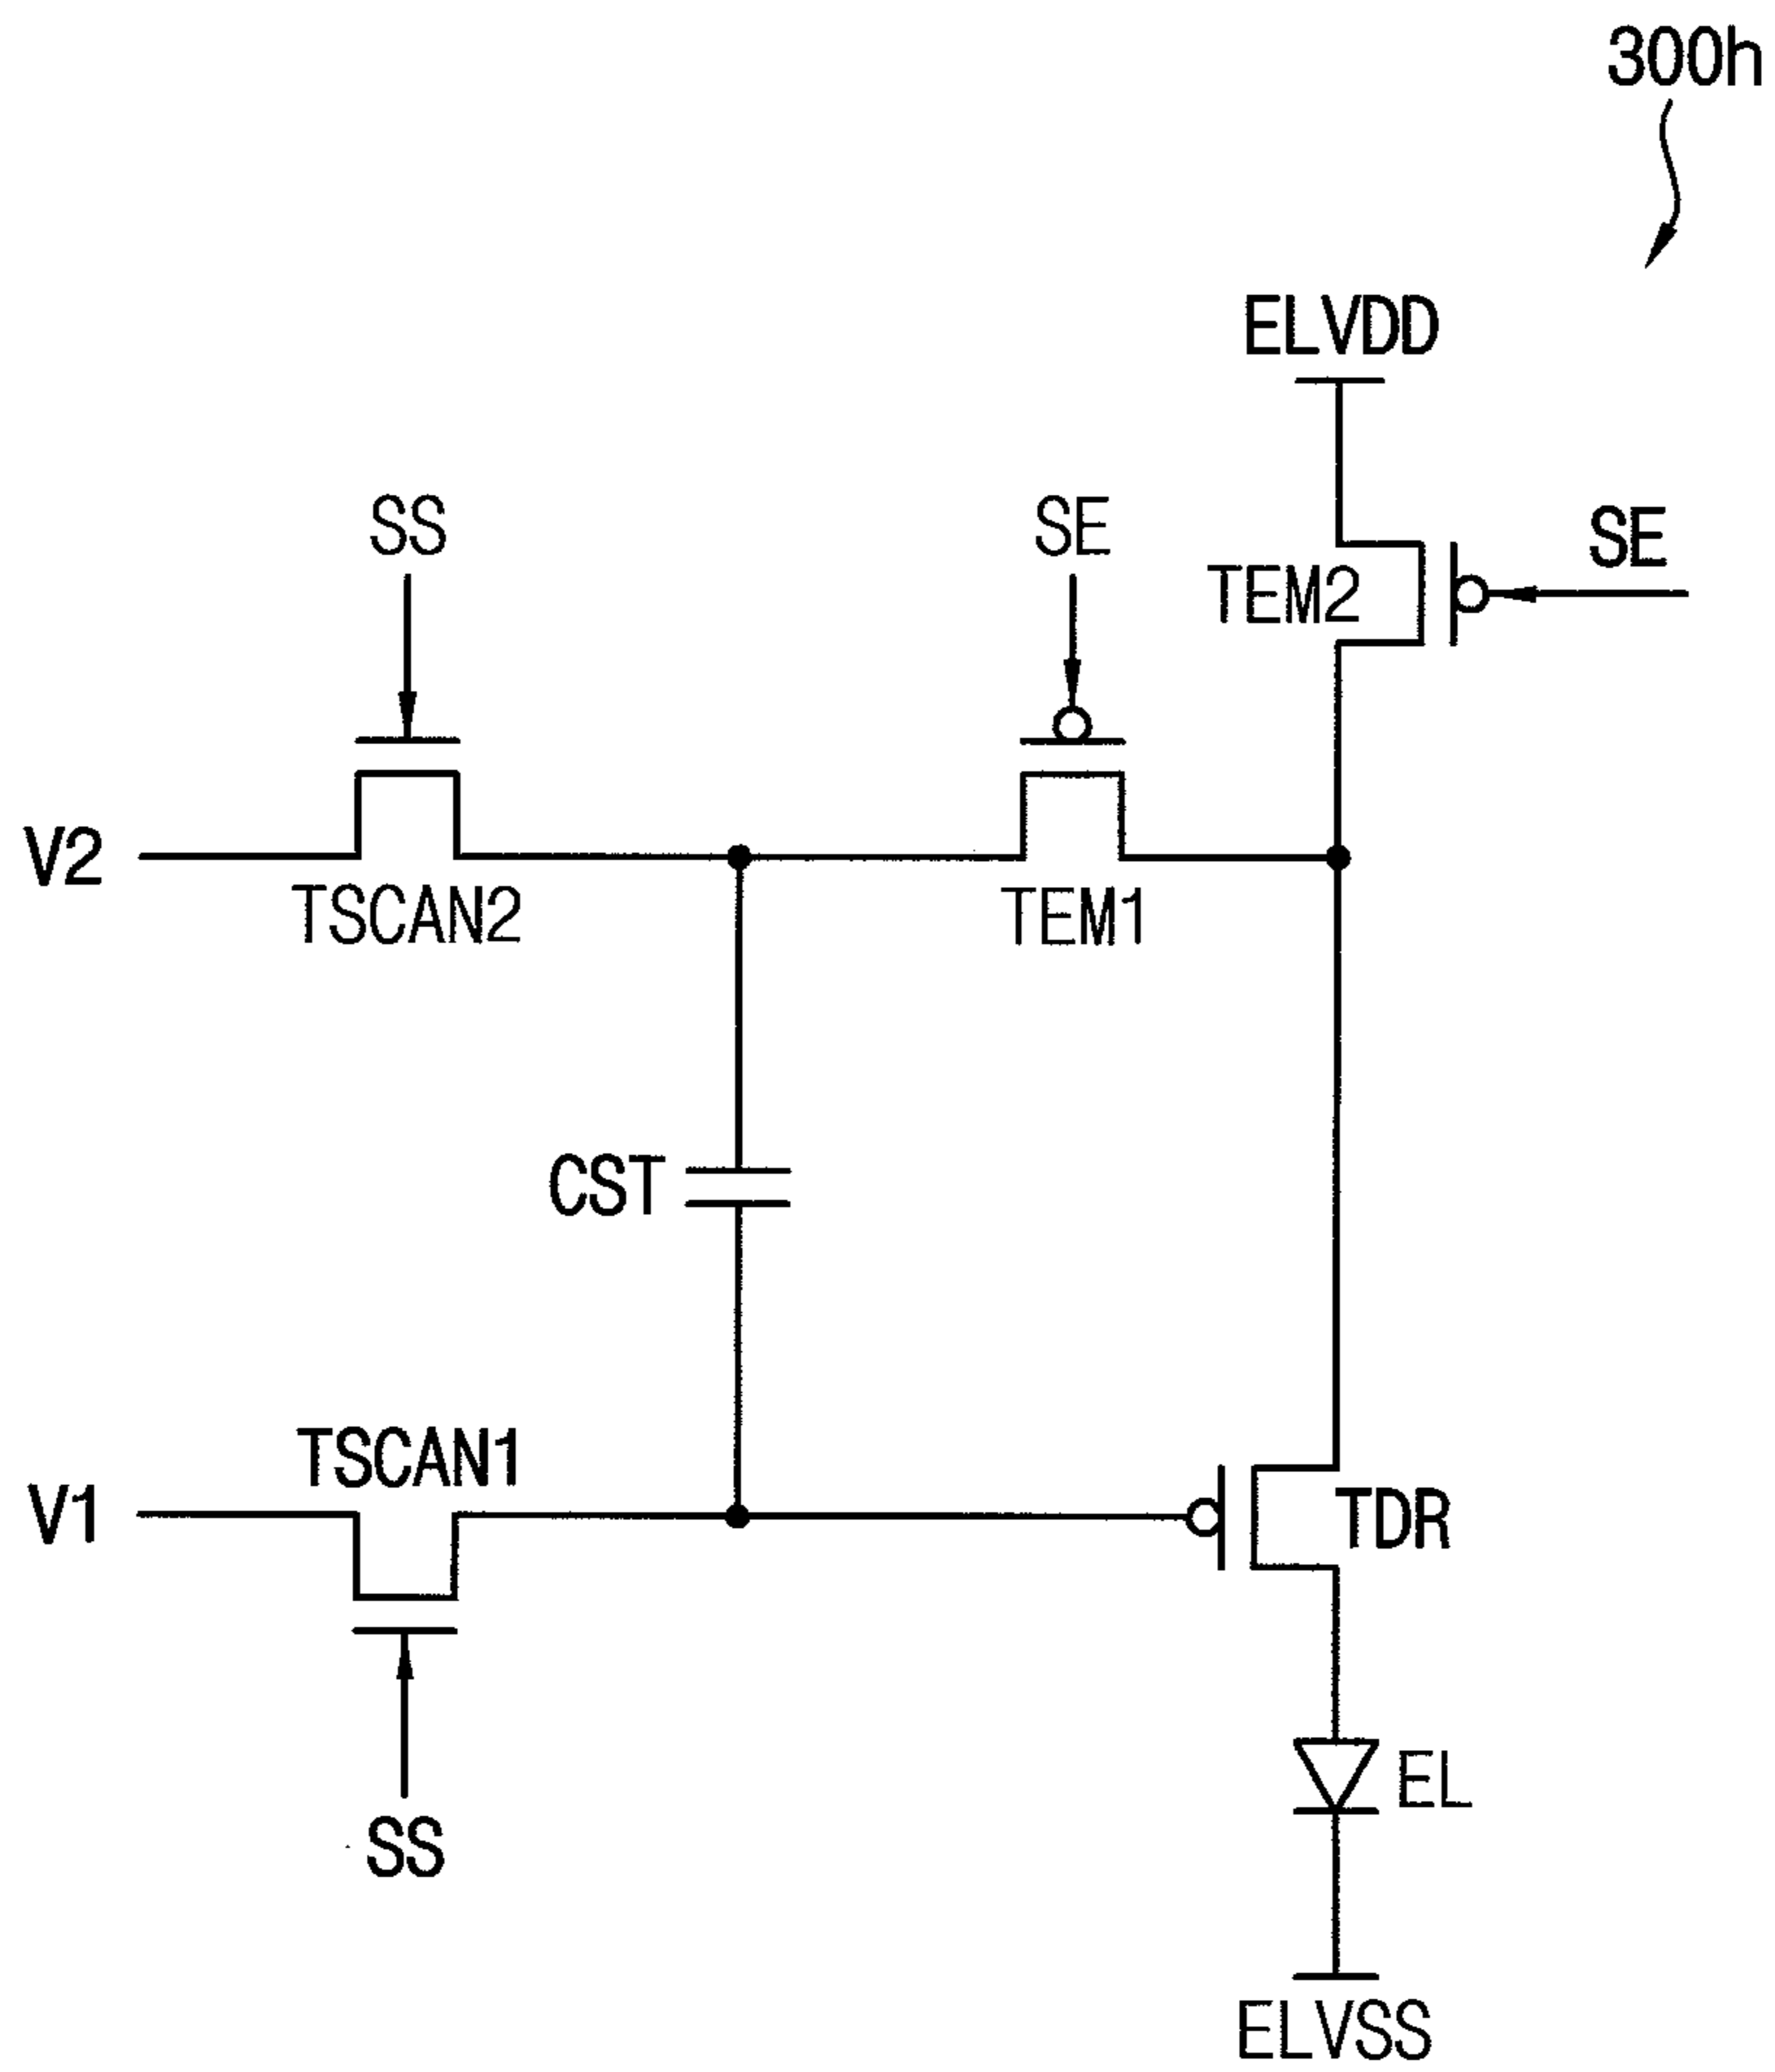 300h
ELVDD
SS
SE
SE
TEM2
V2
TSCAN2
TEM1
CST
TSCAN1
V1
TDR
EL
SS
ELVSS